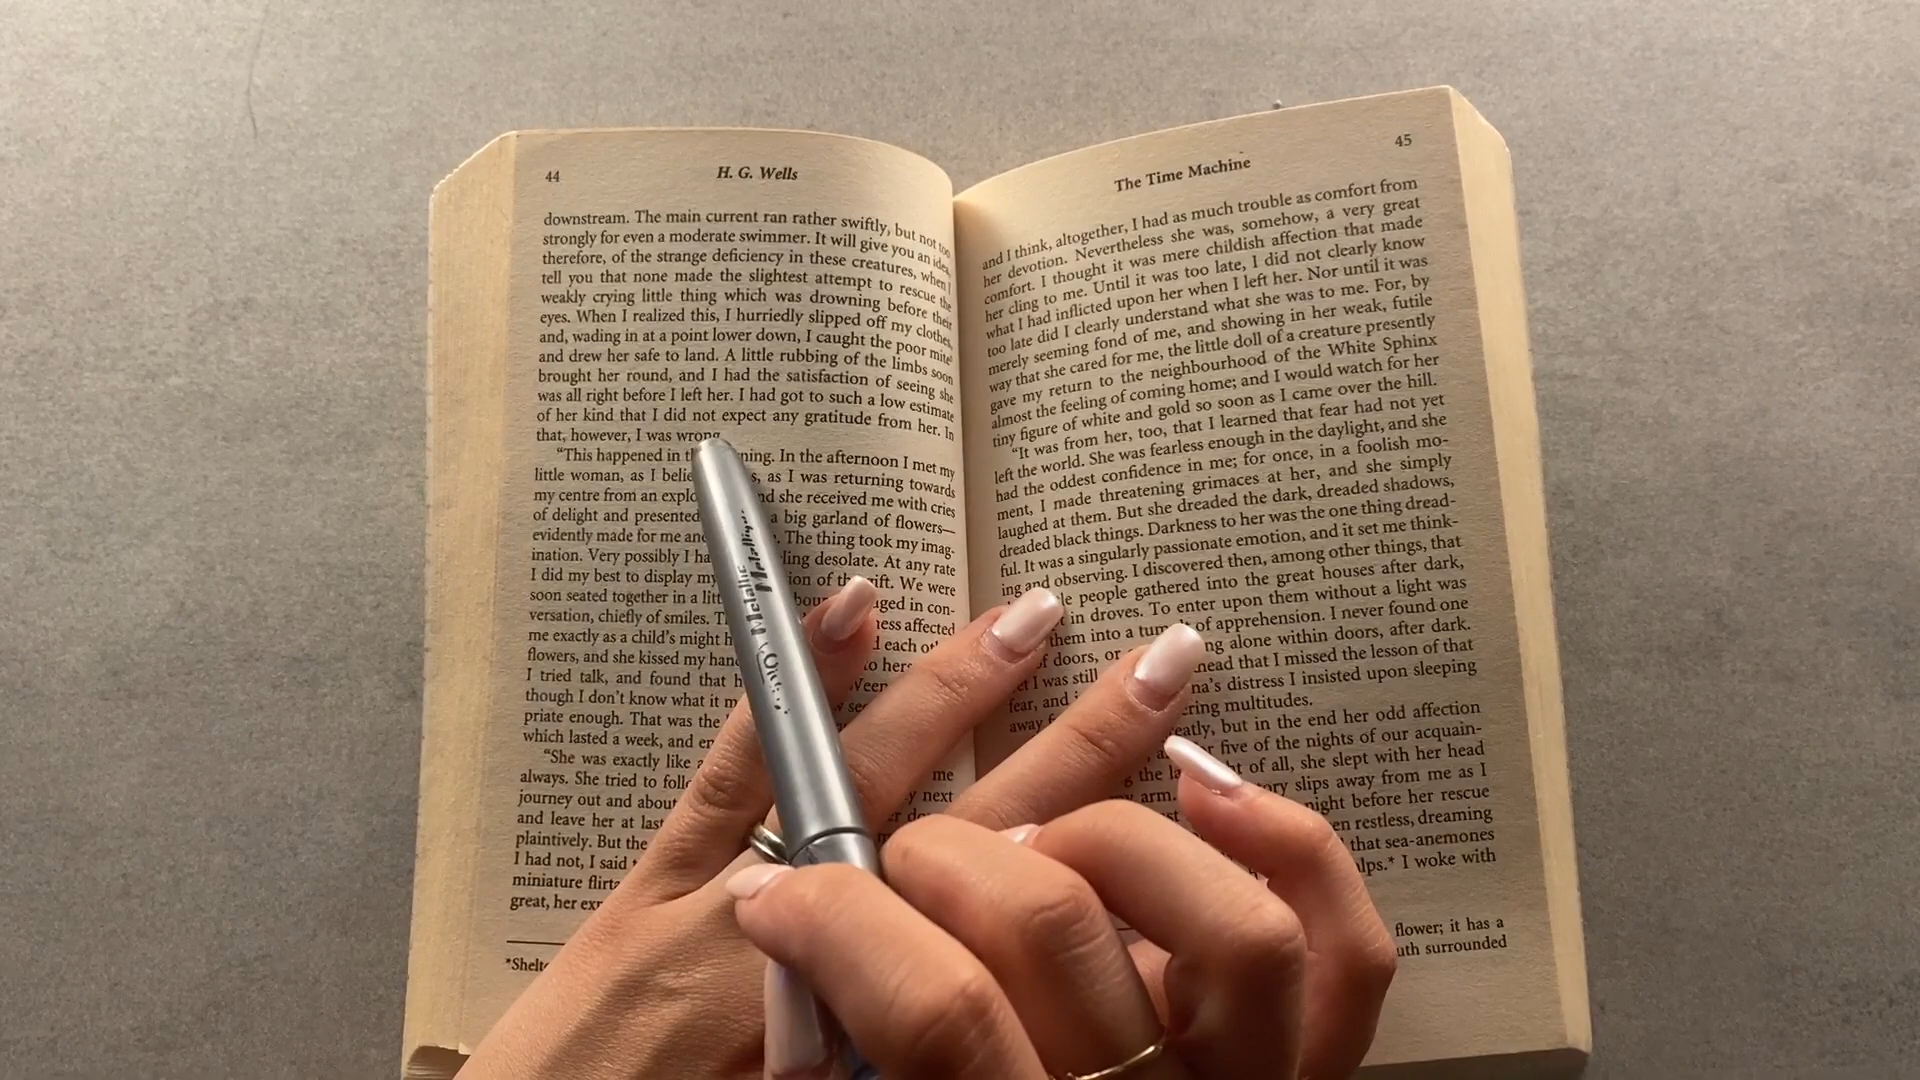 44
H. G. Wells
downstream. The main current ran rather swiftly, but not too
strongly for even a moderate swimmer. It will give you an idea,
therefore, of the strange deficiency in these creatures, when I
tell you that none made the slightest attempt to rescue the
weakly crying little thing which was drowning before their
eyes. When I realized this, I hurriedly slipped off my clothes,
and, wading in at a point lower down, I caught the poor mite
and drew her safe to land. A little rubbing of the limbs soon
brought her round, and I had the satisfaction of seeing she
was all right before I left her. I had got to such a low estimate
of her kind that I did not expect any gratitude from her. In
that, however, I was wrong
“This happened in In the afternoon I met my
little woman, as I as I was returning towards
my centre from an she received me with cries
of delight and presented a big garland of flowers—
evidently made for me The thing took my imag-
ination. Very possibly I desolate. At any rate
I did my best to display my of the gift. We were
soon seated together in a in con-
versation, chiefly of smiles. affected
me exactly as a child's might each
flowers, and she kissed my
I tried talk, and found that
though I don't know what it
priate enough. That was the
which lasted a week, and
“She was exactly like
always. She tried to me
journey out and about next
and leave her at last
plaintively. But the
I had not, I said
miniature
great, her
45
The Time Machine
and I think, altogether, I had as much trouble as comfort from
her devotion. Nevertheless she was, somehow, a very great
comfort. I thought it was mere childish affection that made
her cling to me. Until it was too late, I did not clearly know
what I had inflicted upon her when I left her. Nor until it was
too late did I clearly understand what she was to me. For, by
merely seeming fond of me, and showing in her weak, futile
way that she cared for me, the little doll of a creature presently
gave my return to the neighbourhood of the White Sphinx
almost the feeling of coming home; and I would watch for her
tiny figure of white and gold so soon as I came over the hill.
“It was from her, too, that I learned that fear had not yet
left the world. She was fearless enough in the daylight, and she
had the oddest confidence in me; for once, in a foolish mo-
ment, I made threatening grimaces at her, and she simply
laughed at them. But she dreaded the dark, dreaded shadows,
dreaded black things. Darkness to her was the one thing dread-
ful. It was a singularly passionate emotion, and it set me think-
ing and observing. I discovered then, among other things, that
people gathered into the great houses after dark,
in droves. To enter upon them without a light was
them into a of apprehension. I never found one
doors, or alone within doors, after dark.
I was still that I missed the lesson of that
fear, and distress I insisted upon sleeping
away multitudes.
but in the end her odd affection
five of the nights of our acquain-
the of all, she slept with her head
arm. slips away from me as I
night before her rescue
restless, dreaming
that sea-anemones
I woke with
flower; it has a
surrounded
Metallic
Metallique